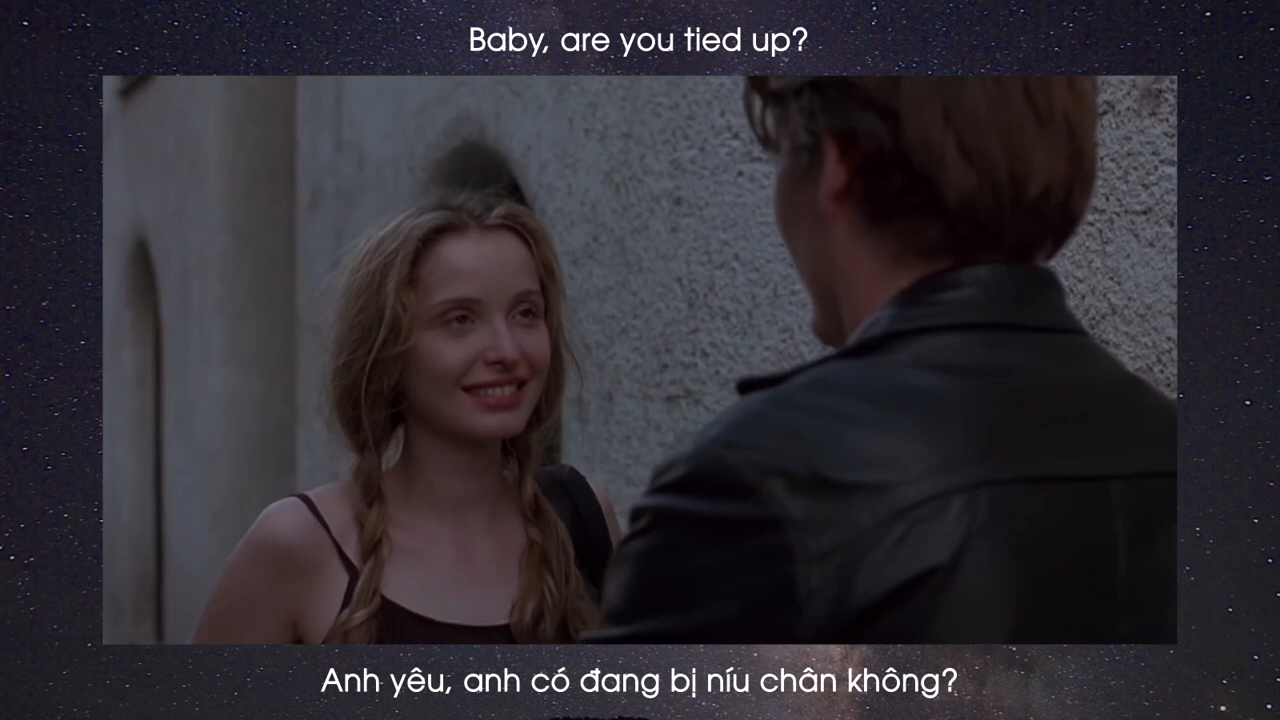 Baby, are you tied up?
Anh yêu, anh có đang bị níu chân không?